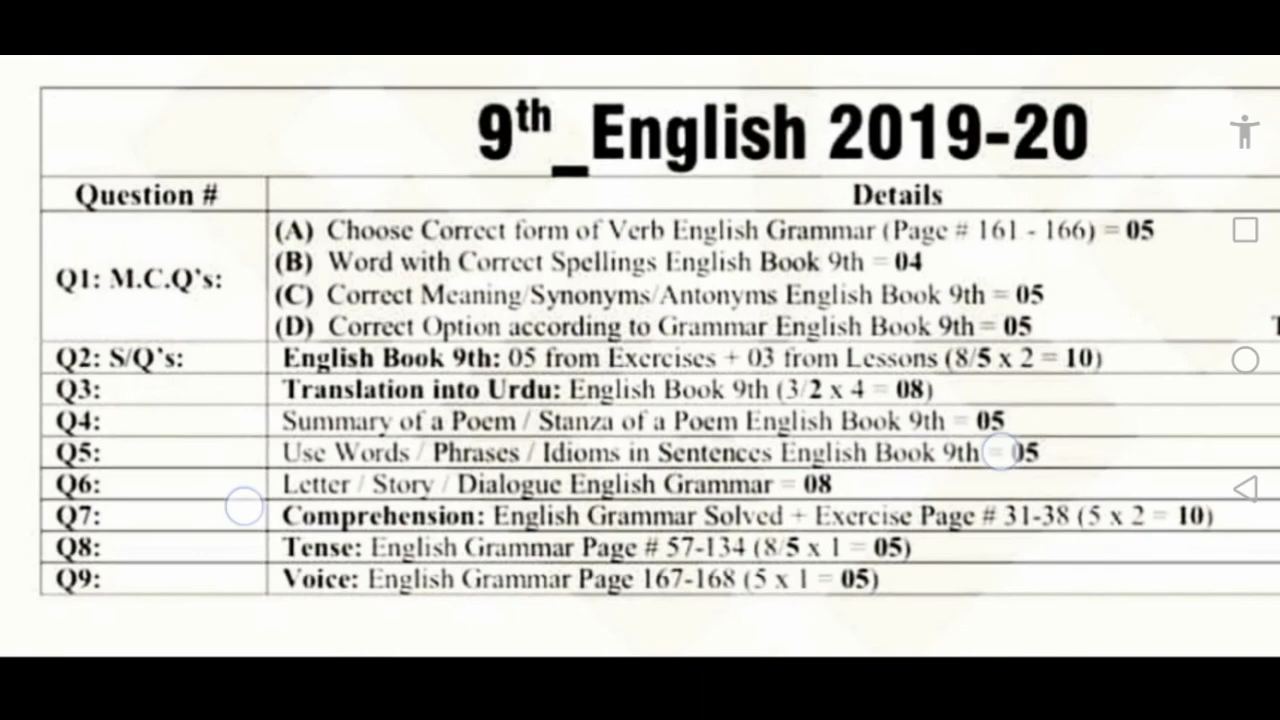 9th_English 2019-20
Question # Details
Q1: M.C.Q's:
(A) Choose Correct form of Verb English Grammar (Page # 161 - 166) = 05
(B) Word with Correct Spellings English Book 9th = 04
(C) Correct Meaning/Synonyms/Antonyms English Book 9th = 05
(D) Correct Option according to Grammar English Book 9th = 05
Q2: S/Q's: English Book 9th: 05 from Exercises + 03 from Lessons (8/5 x 2 = 10)
Q3: Translation into Urdu: English Book 9th (3/2 x 4 = 08)
Q4: Summary of a Poem / Stanza of a Poem English Book 9th = 05
Q5: Use Words / Phrases / Idioms in Sentences English Book 9th = 05
Q6: Letter / Story / Dialogue English Grammar = 08
Q7: Comprehension: English Grammar Solved + Exercise Page # 31-38 (5 x 2 = 10)
Q8: Tense: English Grammar Page # 57-134 (8/5 x 1 = 05)
Q9: Voice: English Grammar Page 167-168 (5 x 1 = 05)